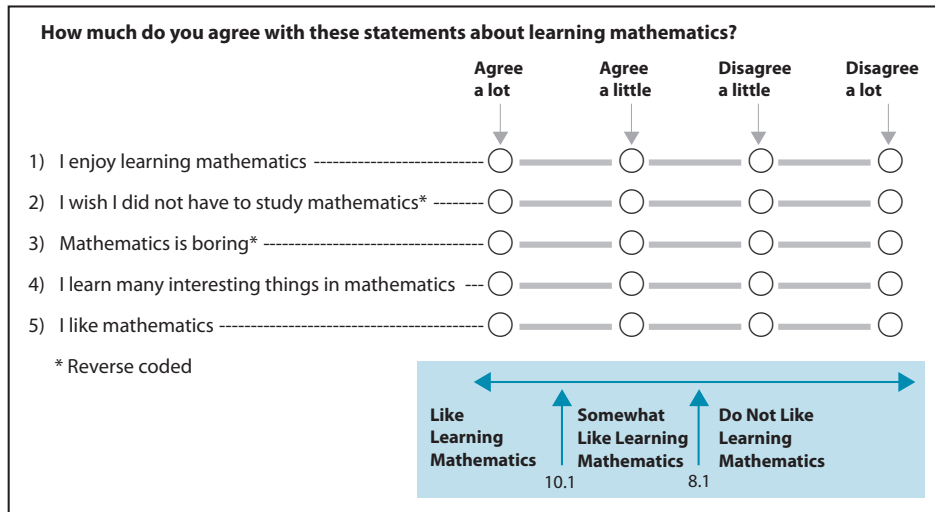 How much do you agree with these statements about learning mathematics?
Agree a lot
Agree a little
Disagree a little
Disagree a lot
1) I enjoy learning mathematics
2) I wish I did not have to study mathematics*
3) Mathematics is boring*
4) I learn many interesting things in mathematics
5) I like mathematics
* Reverse coded
Like
Learning
Mathematics
10.1
Somewhat
Like Learning
Mathematics
8.1
Do Not Like
Learning
Mathematics